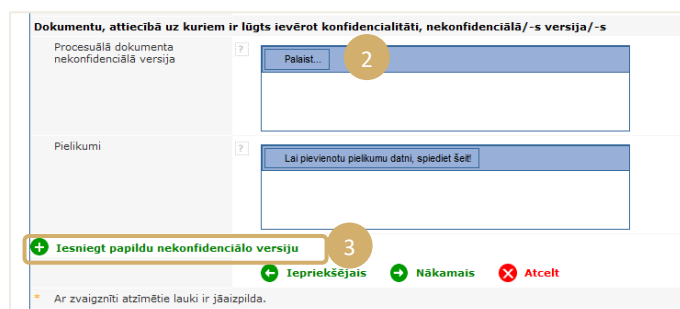 Dokumentu, attiecībā uz kuriem ir lūgts ievērot konfidencialitāti, nekonfidenciālā/-s versija/-s
Procesuālā dokumenta
nekonfidenciālā versija
?
Palaist...
2
Pielikumi
?
Lai pievienotu pielikumu datni, spiediet šeit!
Iesniegt papildu nekonfidenciālo versiju
3
Iepriekšējais
Nākamais
Atcelt
* Ar zvaigznīti atzīmētie lauki ir jāaizpilda.